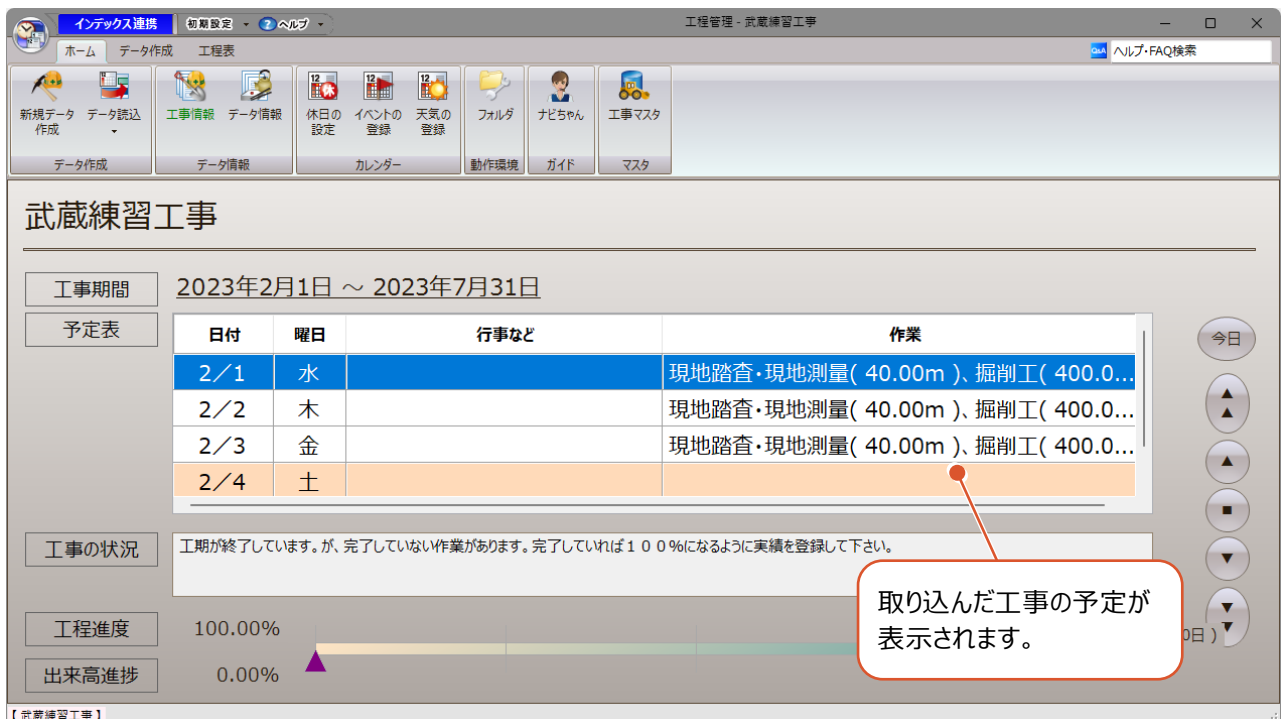 インデックス連携 初期設定 ヘルプ 工程管理 - 武蔵練習工事
ホーム データ作成 工程表 Q&A ヘルプ・FAQ検索
新規データ作成 データ読込 工事情報 データ情報 休日の設定 イベントの登録 天気の登録 フォルダ ナビちゃん 工事マスタ
データ作成 データ情報 カレンダー 動作環境 ガイド マスタ
武蔵練習工事
工事期間 2023年2月1日 ～ 2023年7月31日
予定表 日付 曜日 行事など 作業 今日
2／1 水 現地踏査・現地測量( 40.00m )、掘削工( 400.0...
2／2 木 現地踏査・現地測量( 40.00m )、掘削工( 400.0...
2／3 金 現地踏査・現地測量( 40.00m )、掘削工( 400.0...
2／4 土
工事の状況 工期が終了しています。が、完了していない作業があります。完了していれば１００%になるように実績を登録して下さい。
取り込んだ工事の予定が
表示されます。
工程進度 100.00% 0日 )
出来高進捗 0.00%
【 武蔵練習工事 】